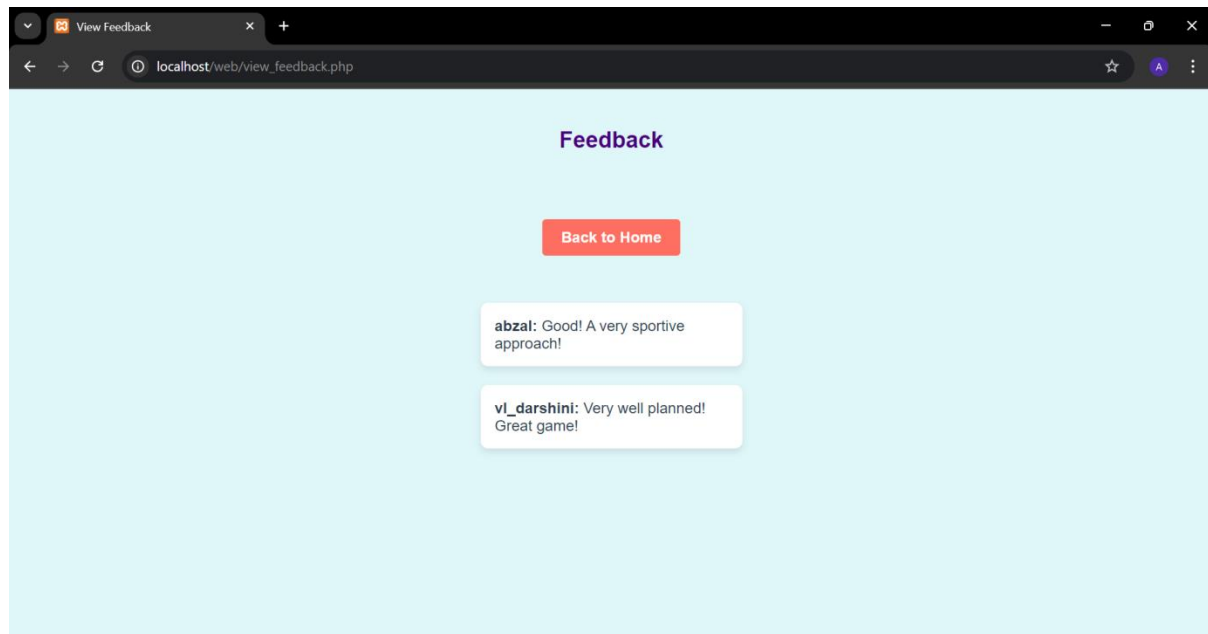 View Feedback
localhost/web/view_feedback.php
A
Feedback
Back to Home
abzal: Good! A very sportive
approach!
vl_darshini: Very well planned!
Great game!